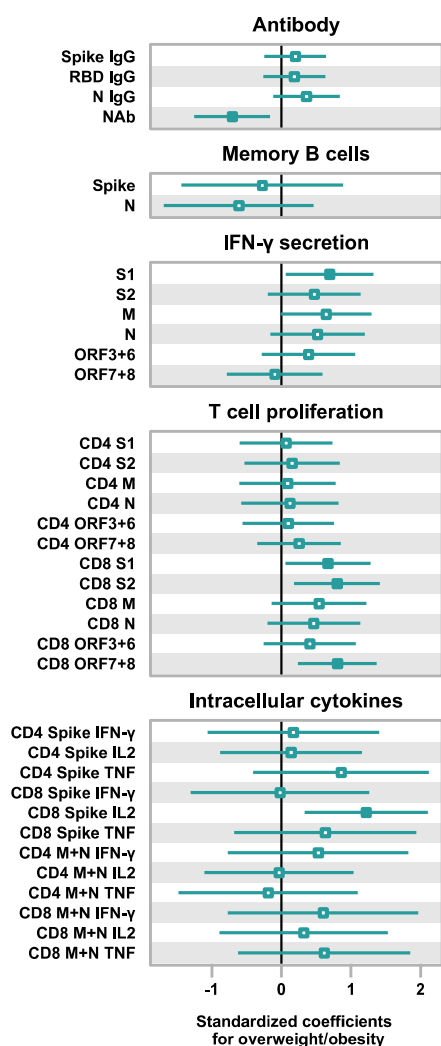 Antibody
Spike IgG
RBD IgG
N IgG
NAb
Memory B cells
Spike
N
IFN-γ secretion
S1
S2
M
N
ORF3+6
ORF7+8
T cell proliferation
CD4 S1
CD4 S2
CD4 M
CD4 N
CD4 ORF3+6
CD4 ORF7+8
CD8 S1
CD8 S2
CD8 M
CD8 N
CD8 ORF3+6
CD8 ORF7+8
Intracellular cytokines
CD4 Spike IFN-γ
CD4 Spike IL2
CD4 Spike TNF
CD8 Spike IFN-γ
CD8 Spike IL2
CD8 Spike TNF
CD4 M+N IFN-γ
CD4 M+N IL2
CD4 M+N TNF
CD8 M+N IFN-γ
CD8 M+N IL2
CD8 M+N TNF
-1 0 1 2
Standardized coefficients
for overweight/obesity